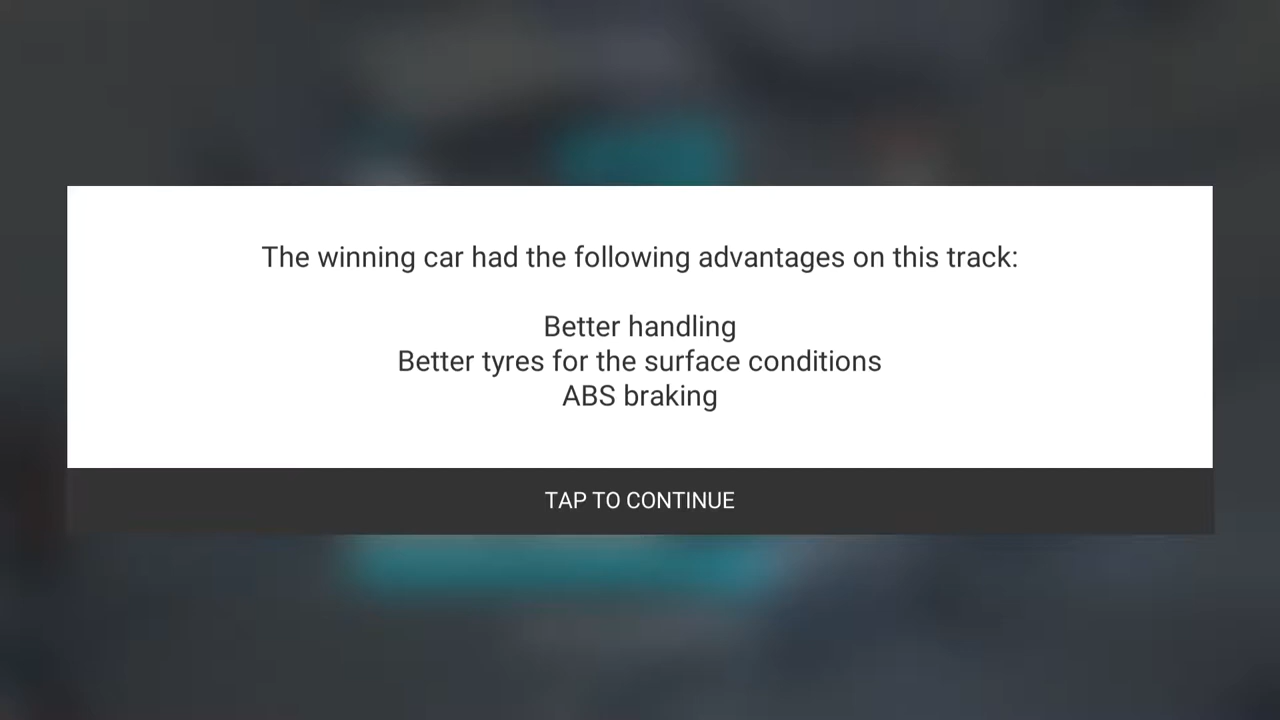 The winning car had the following advantages on this track:
Better handling
Better tyres for the surface conditions
ABS braking
TAP TO CONTINUE